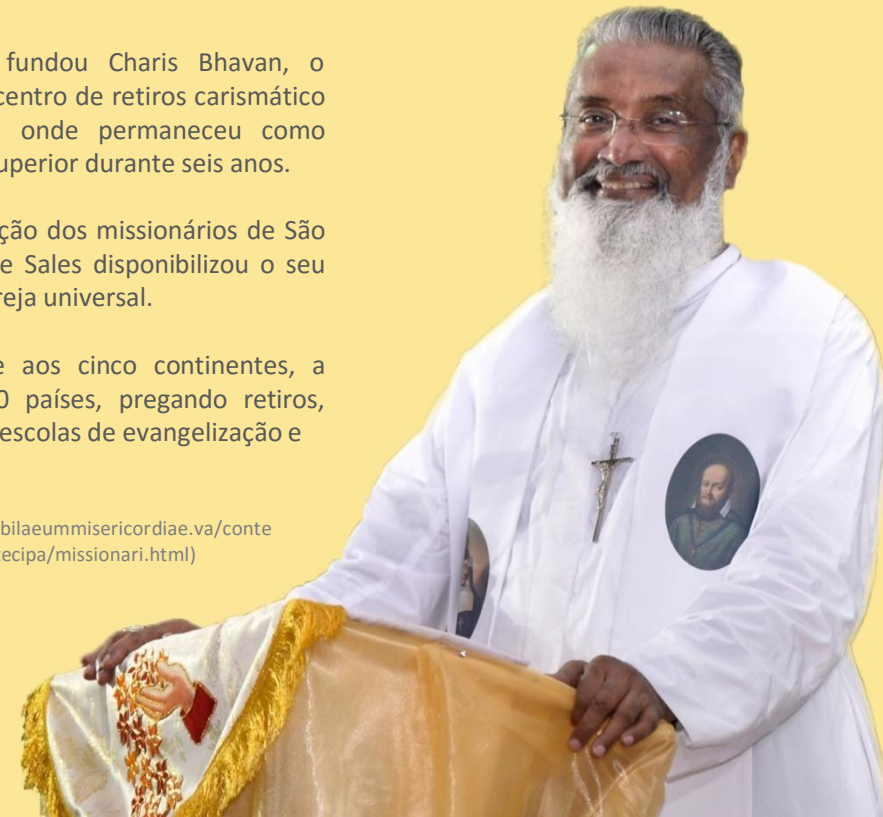 fundou Charis Bhavan, o
centro de retiros carismático
onde permaneceu como
uperior durante seis anos.
ção dos missionários de São
e Sales disponibilizou o seu
reja universal.
e aos cinco continentes, a
0 países, pregando retiros,
escolas de evangelização e
bilaeummisericordiae.va/conte
ecipa/missionari.html)